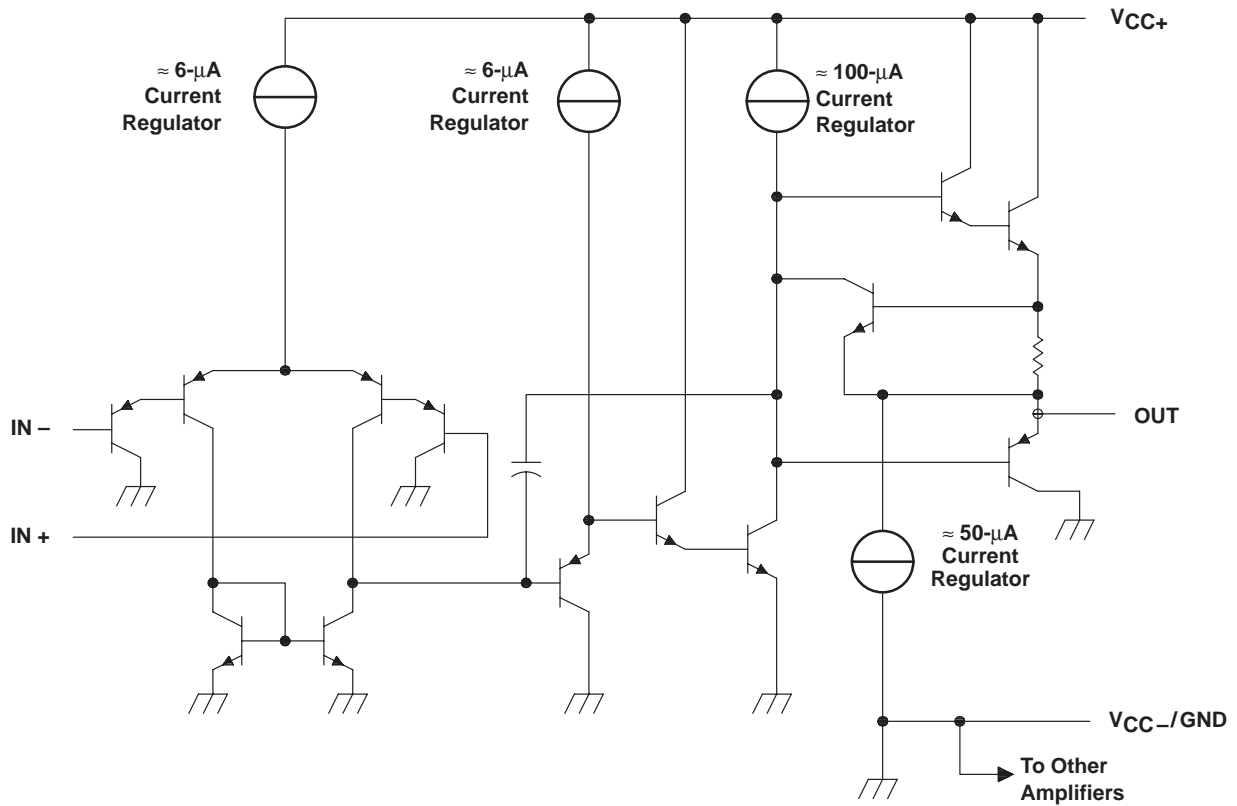 VCC+
≈ 6-μA
Current
Regulator
≈ 6-μA
Current
Regulator
≈ 100-μA
Current
Regulator
IN –
OUT
IN +
≈ 50-μA
Current
Regulator
VCC–/GND
To Other
Amplifiers